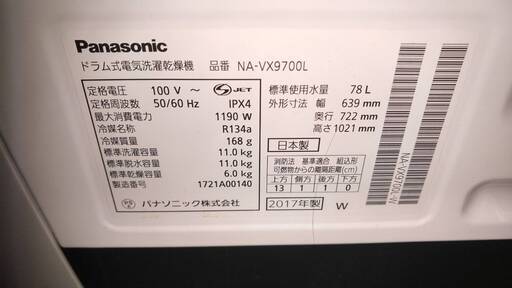 Panasonic
ドラム式電気洗濯乾燥機 品番 NA-VX9700L
定格電圧 100 V ～ S-JET
定格周波数 50/60 Hz IPX4
最大消費電力 1190 W
冷媒名称 R134a
冷媒量 168 g
標準洗濯容量 11.0 kg
標準脱水容量 11.0 kg
標準乾燥容量 6.0 kg
製造番号 1721A00140
PS E パナソニック株式会社
標準使用水量 78 L
外形寸法 幅 639 mm
奥行 722 mm
高さ 1021 mm
日本製
消防法 基準適合 組込形
可燃物からの離隔距離(cm)
上方 側方 前方 後方 下方
13 1 1 0
2017年製 W
NA-VX9700L-W